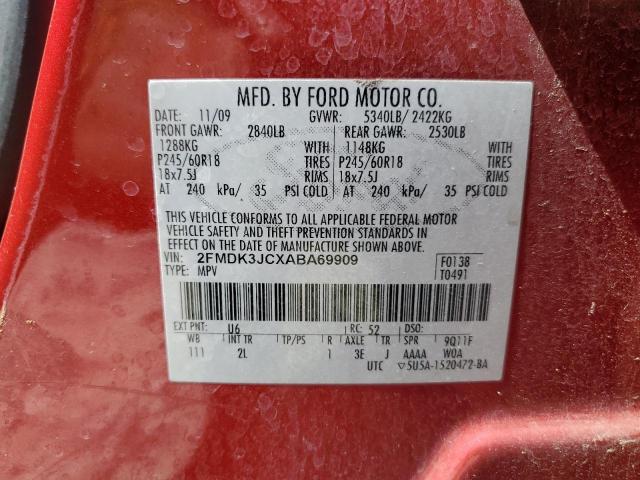 MFD. BY FORD MOTOR CO.
DATE: 11/09 GVWR: 5340LB/ 2422KG
FRONT GAWR: 2840LB REAR GAWR: 2530LB
1288KG 1148KG
P245/60R18 TIRES P245/60R18 TIRES
18x7.5J RIMS 18x7.5J RIMS
AT 240 kPa/ 35 PSI COLD AT 240 kPa/ 35 PSI COLD
THIS VEHICLE CONFORMS TO ALL APPLICABLE FEDERAL MOTOR
VEHICLE SAFETY AND THEFT PREVENTION STANDARDS IN
EFFECT ON THE DATE OF MANUFACTURE SHOWN ABOVE.
VIN: 2FMDK3JCXABA69909 F0138
TYPE: MPV T0491
EXT PNT: U6 RC: 52 DSO:
WB INT TR TP/PS R AXLE TR SPR 9Q11F
111 2L 1 3E J AAAA W0A
UTC ▽5U5A-1520472-BA